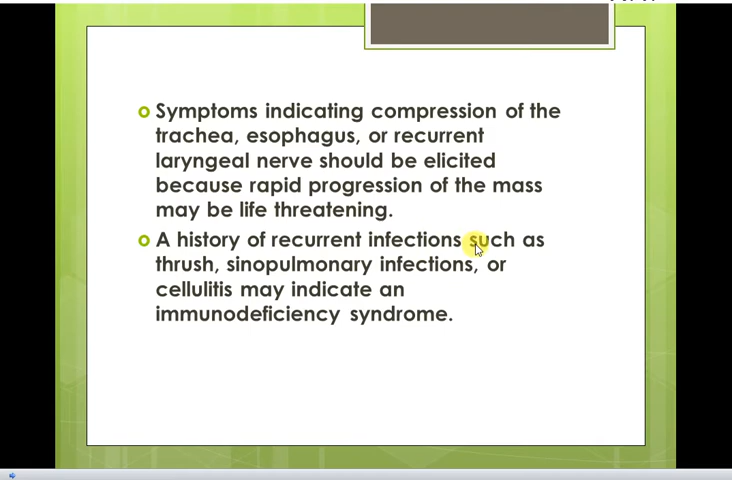 Symptoms indicating compression of the
trachea, esophagus, or recurrent
laryngeal nerve should be elicited
because rapid progression of the mass
may be life threatening.
A history of recurrent infections such as
thrush, sinopulmonary infections, or
cellulitis may indicate an
immunodeficiency syndrome.